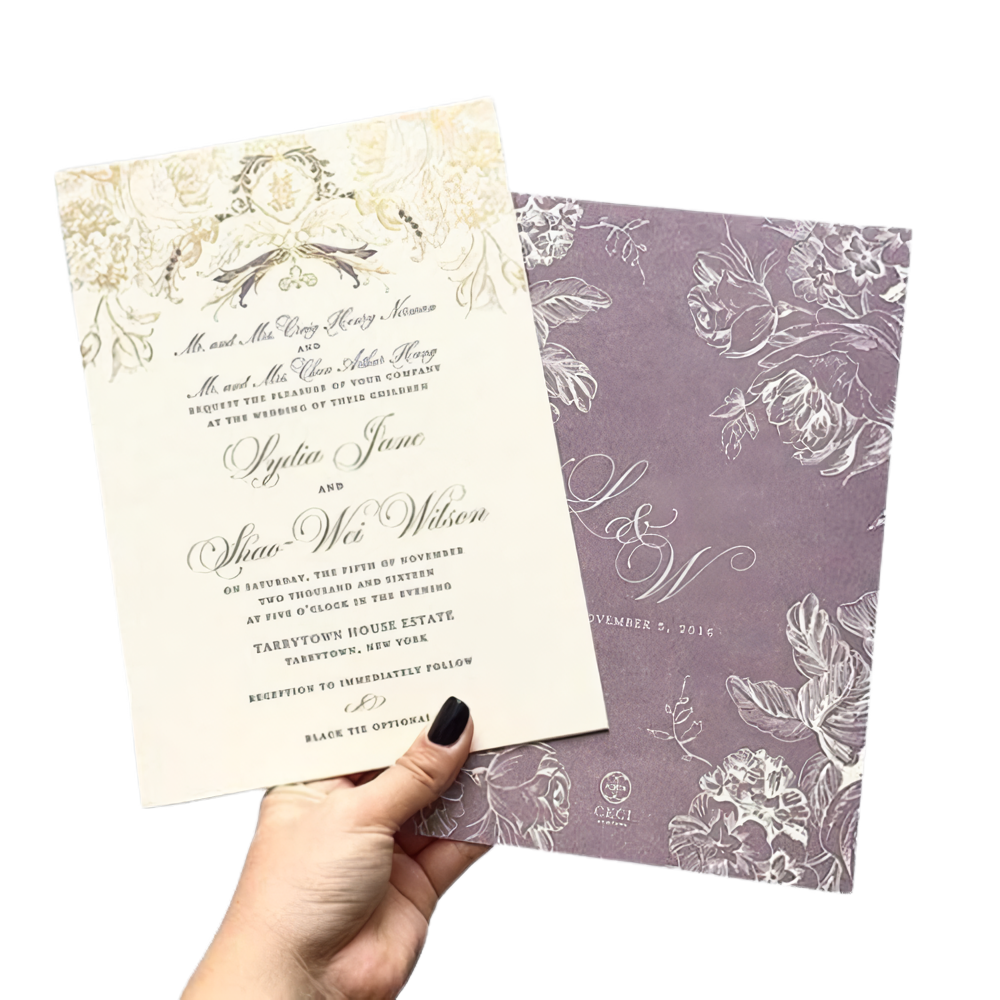 Mr. and Mrs. Craig Henry
AND
Mr. and Mrs. Chen
REQUEST THE PLEASURE OF YOUR COMPANY
AT THE WEDDING OF THEIR CHILDREN
Lydia Jane
AND
Shao-Wei Wilson
ON SATURDAY, THE FIFTH OF NOVEMBER
TWO THOUSAND AND SIXTEEN
AT FIVE O'CLOCK IN THE EVENING
TARRYTOWN HOUSE ESTATE
TARRYTOWN, NEW YORK
RECEPTION TO IMMEDIATELY FOLLOW
BLACK TIE OPTIONAL
L
&
W
NOVEMBER 5, 2016
CECI